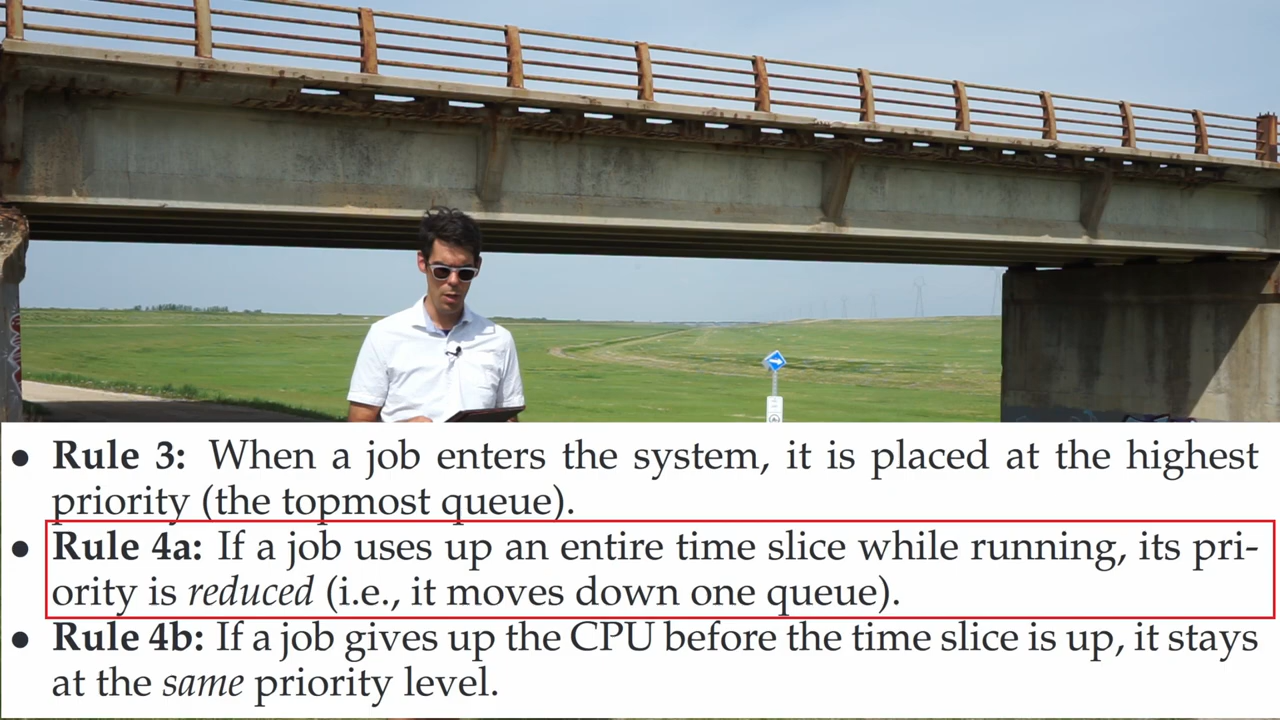 • Rule 3: When a job enters the system, it is placed at the highest
priority (the topmost queue).
• Rule 4a: If a job uses up an entire time slice while running, its pri-
ority is reduced (i.e., it moves down one queue).
• Rule 4b: If a job gives up the CPU before the time slice is up, it stays
at the same priority level.